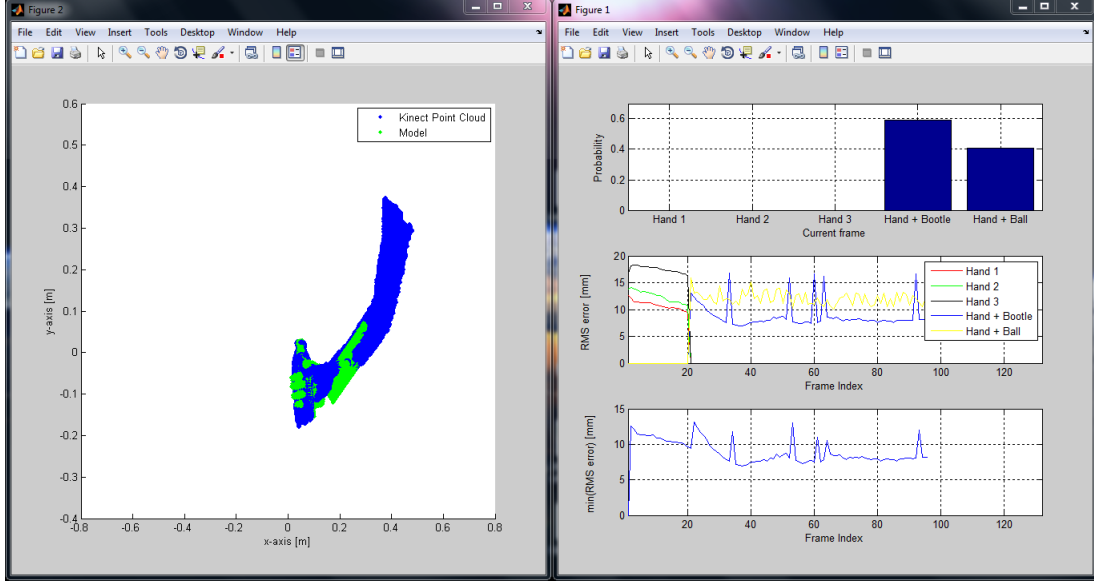 Figure 2
File Edit View Insert Tools Desktop Window Help
0.6
0.5
0.4
0.3
0.2
0.1
0
-0.1
-0.2
-0.3
-0.4
y-axis [m]
Kinect Point Cloud
Model
-0.8 -0.6 -0.4 -0.2 0 0.2 0.4 0.6 0.8
x-axis [m]
Figure 1
File Edit View Insert Tools Desktop Window Help
0.6
0.4
0.2
0
Probability
Hand 1 Hand 2 Hand 3 Hand + Bootle Hand + Ball
Current frame
20
15
10
5
0
RMS error [mm]
Hand 1
Hand 2
Hand 3
Hand + Bootle
Hand + Ball
20 40 60 80 100 120
Frame Index
15
10
5
0
min(RMS error) [mm]
20 40 60 80 100 120
Frame Index